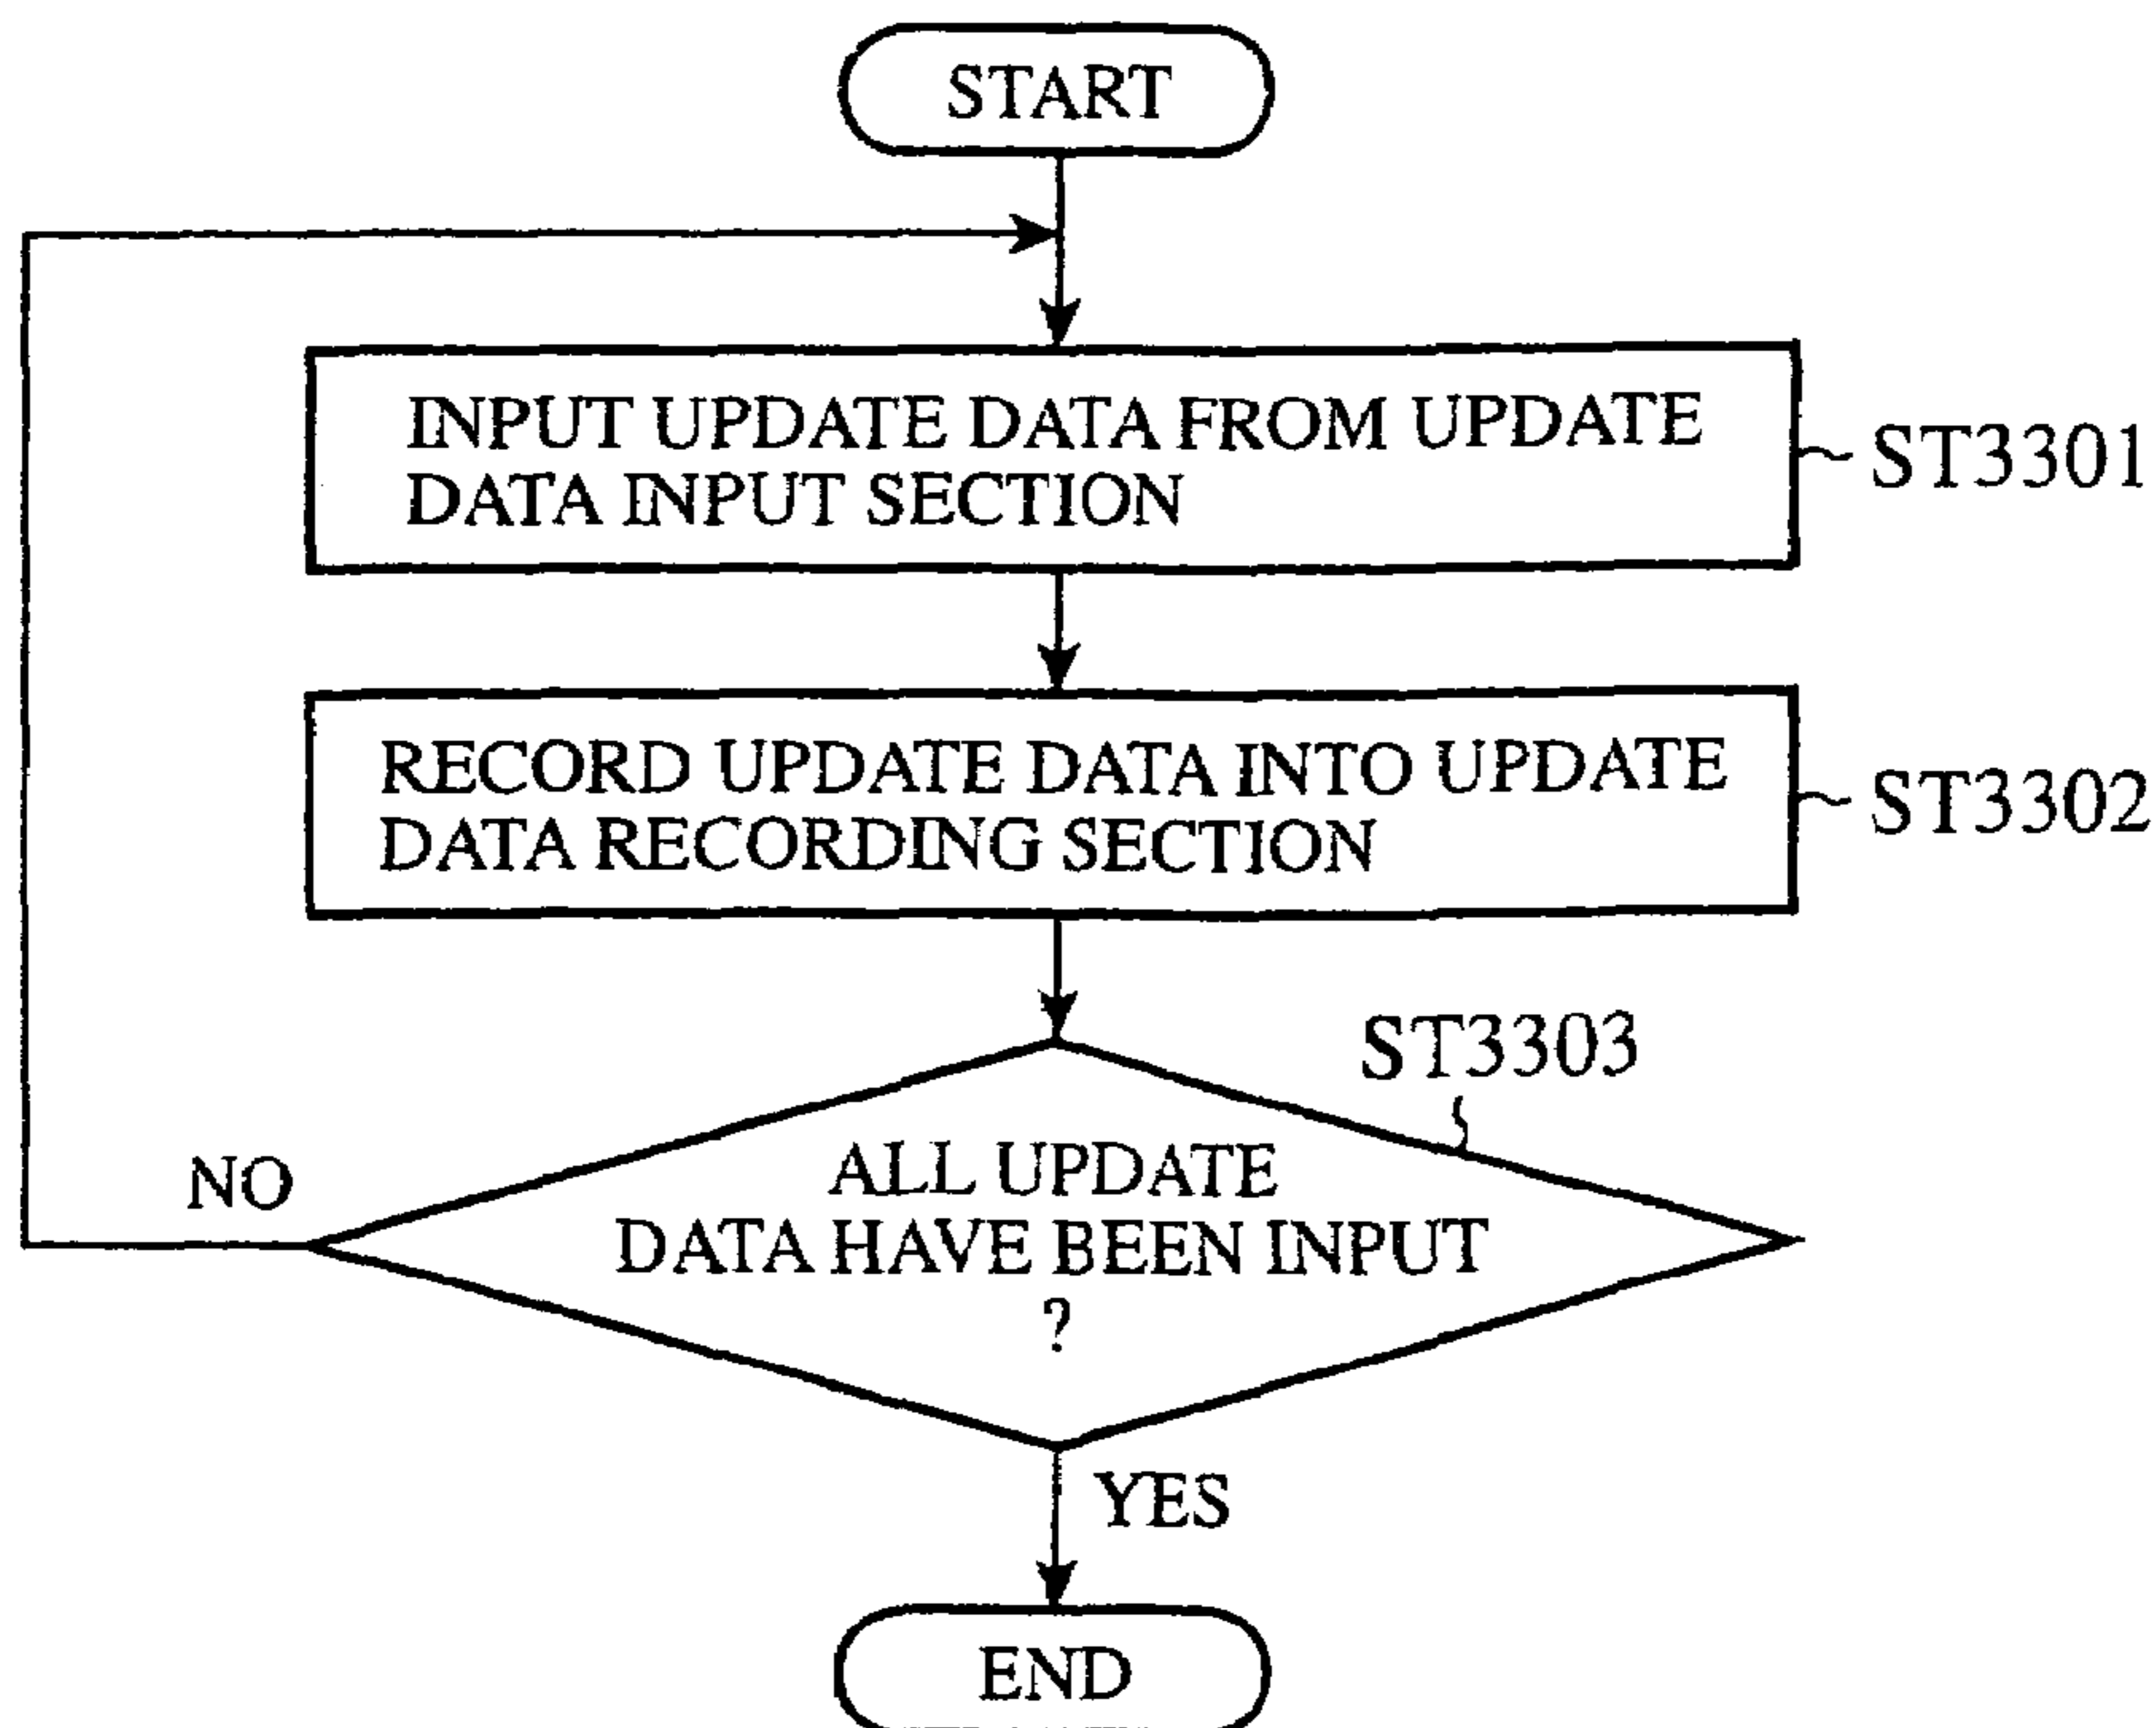 START
INPUT UPDATE DATA FROM UPDATE
DATA INPUT SECTION
ST3301
RECORD UPDATE DATA INTO UPDATE
DATA RECORDING SECTION
ST3302
ST3303
ALL UPDATE
DATA HAVE BEEN INPUT
?
NO
YES
END